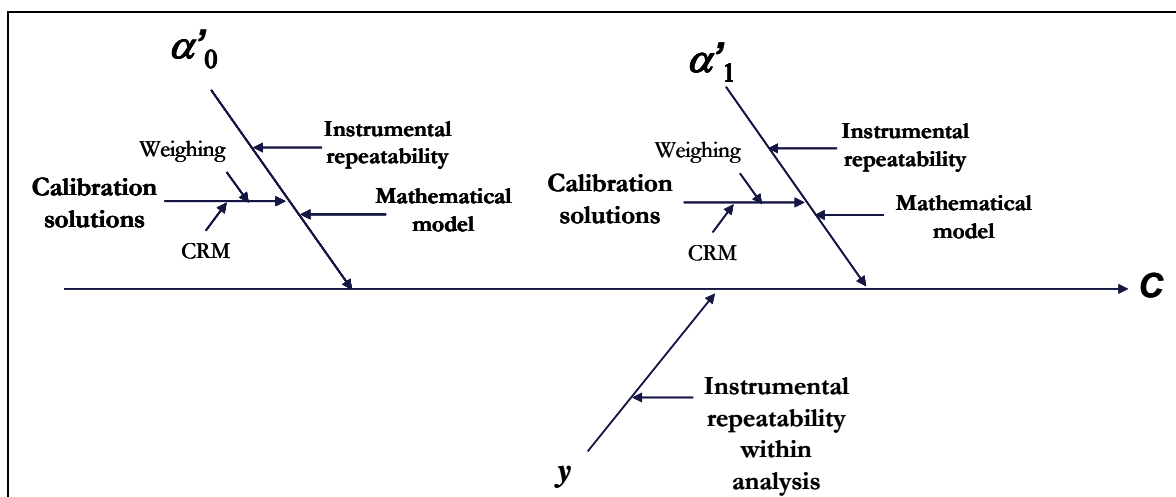 α'0
α'1
Instrumental
repeatability
Weighing
Calibration
solutions
Mathematical
model
CRM
Instrumental
repeatability
Weighing
Calibration
solutions
Mathematical
model
CRM
C
Instrumental
repeatability
within
analysis
y